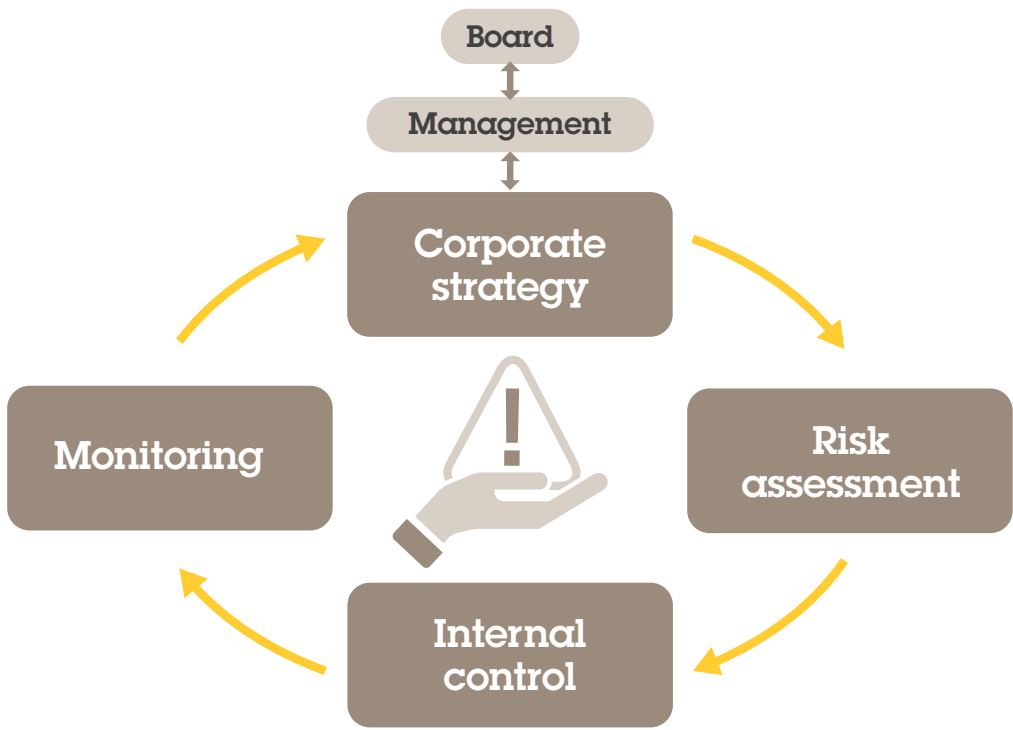 Board
Management
Corporate
strategy
Risk
assessment
Internal
control
Monitoring